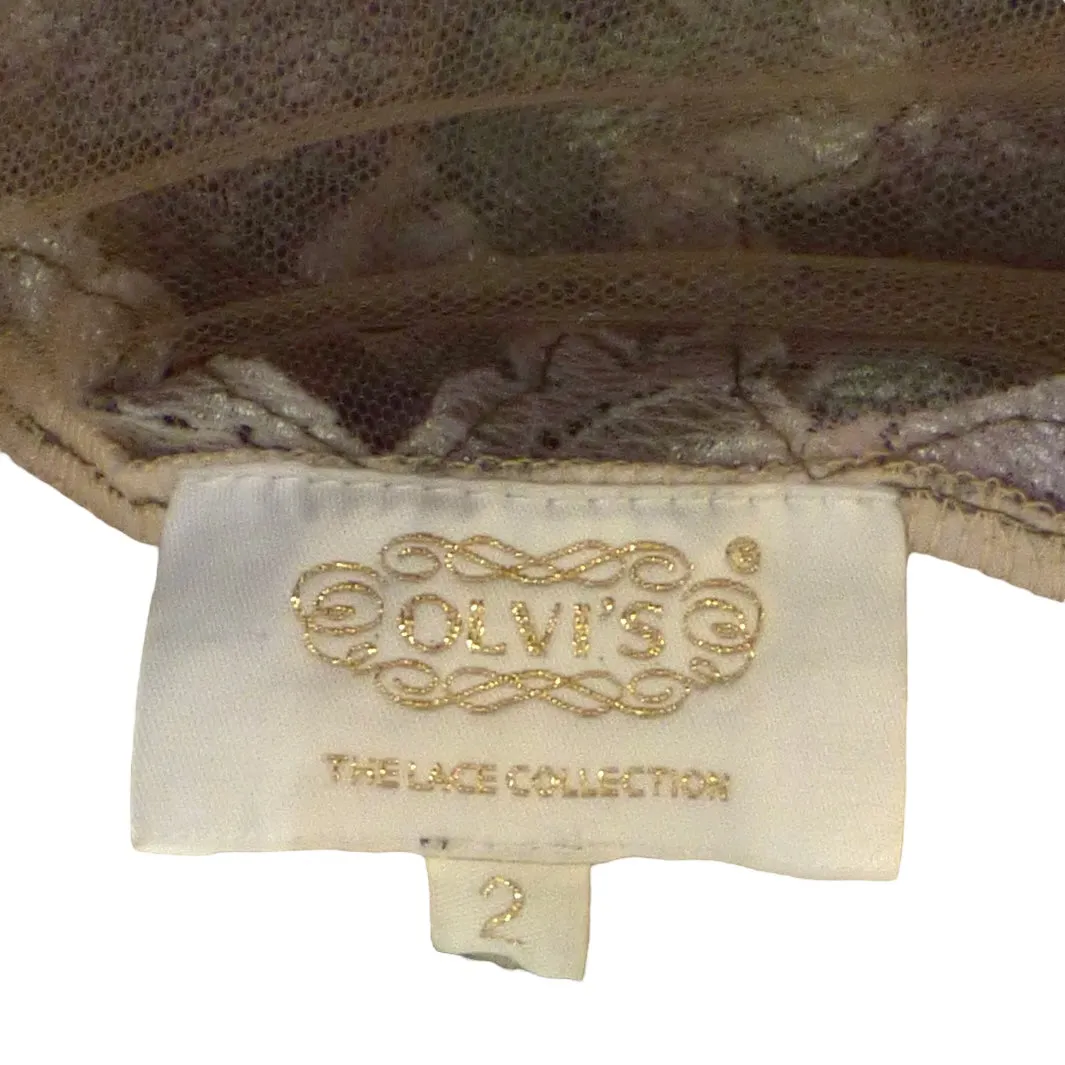 ®
OLVI'S
THE LACE COLLECTION
2